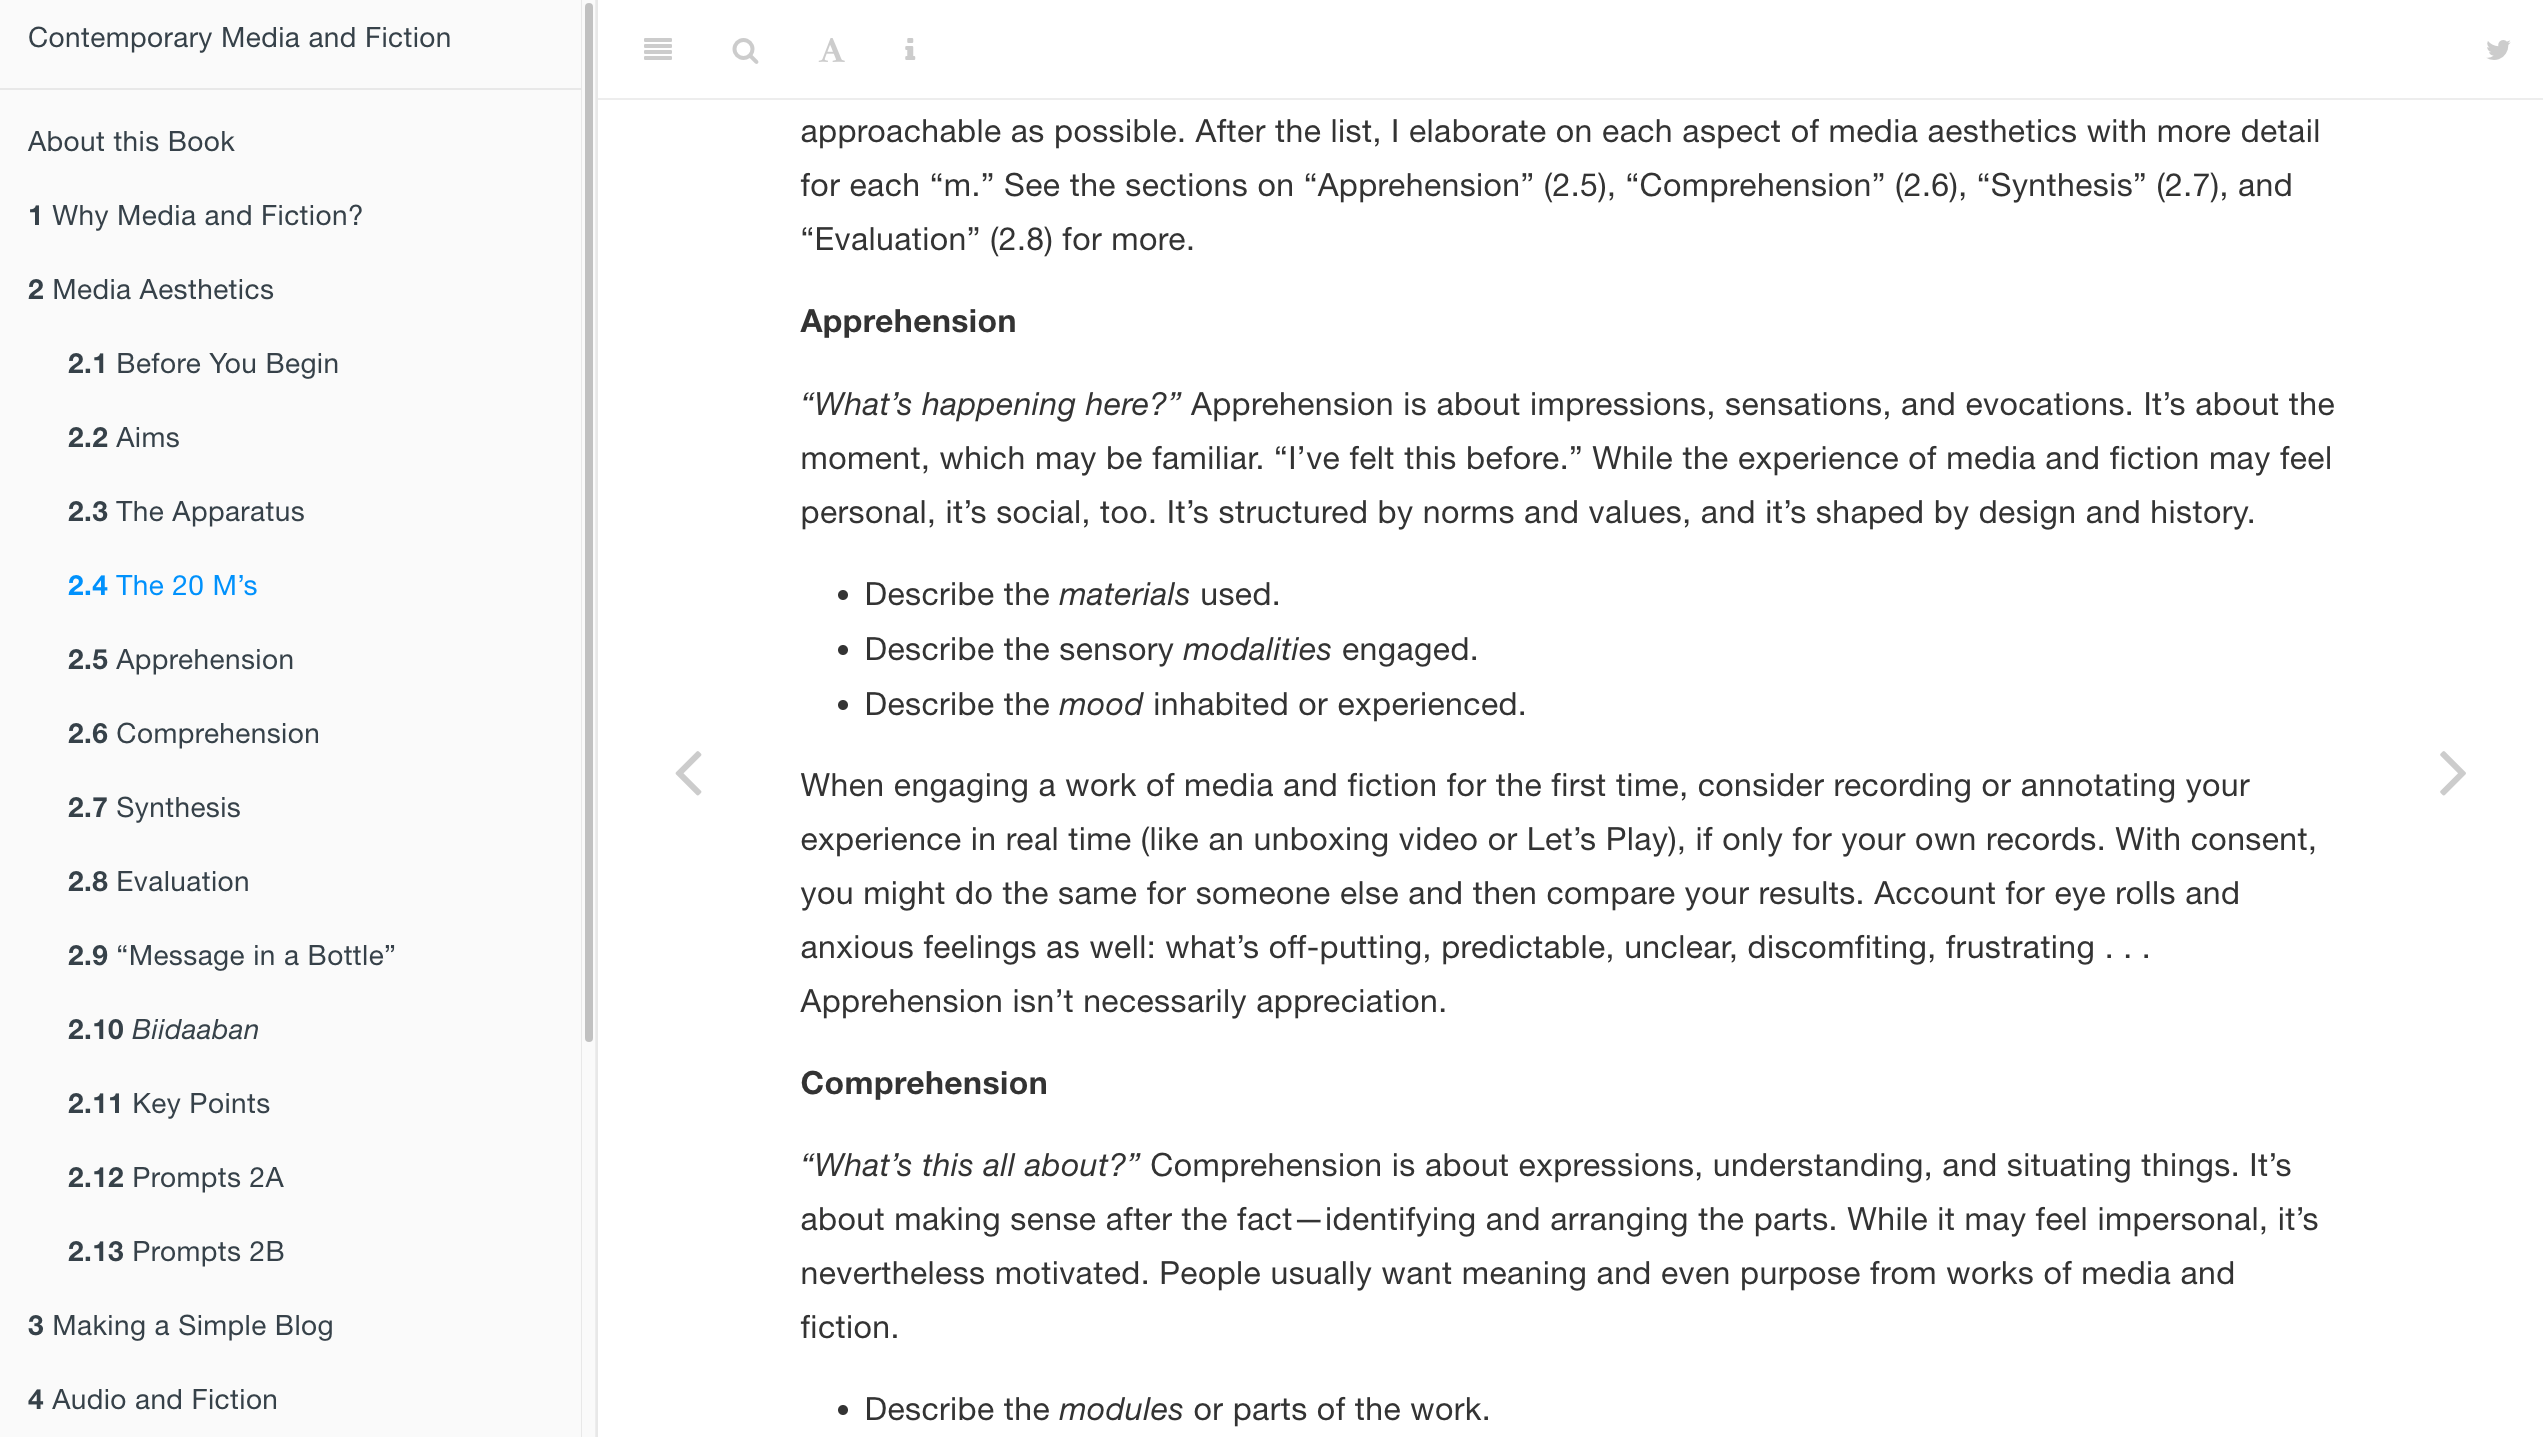 Contemporary Media and Fiction
About this Book
1 Why Media and Fiction?
2 Media Aesthetics
2.1 Before You Begin
2.2 Aims
2.3 The Apparatus
2.4 The 20 M’s
2.5 Apprehension
2.6 Comprehension
2.7 Synthesis
2.8 Evaluation
2.9 “Message in a Bottle”
2.10 Biidaaban
2.11 Key Points
2.12 Prompts 2A
2.13 Prompts 2B
3 Making a Simple Blog
4 Audio and Fiction
approachable as possible. After the list, I elaborate on each aspect of media aesthetics with more detail
for each “m.” See the sections on “Apprehension” (2.5), “Comprehension” (2.6), “Synthesis” (2.7), and
“Evaluation” (2.8) for more.
Apprehension
“What’s happening here?” Apprehension is about impressions, sensations, and evocations. It’s about the
moment, which may be familiar. “I’ve felt this before.” While the experience of media and fiction may feel
personal, it’s social, too. It’s structured by norms and values, and it’s shaped by design and history.
• Describe the materials used.
• Describe the sensory modalities engaged.
• Describe the mood inhabited or experienced.
When engaging a work of media and fiction for the first time, consider recording or annotating your
experience in real time (like an unboxing video or Let’s Play), if only for your own records. With consent,
you might do the same for someone else and then compare your results. Account for eye rolls and
anxious feelings as well: what’s off-putting, predictable, unclear, discomfiting, frustrating . . .
Apprehension isn’t necessarily appreciation.
Comprehension
“What’s this all about?” Comprehension is about expressions, understanding, and situating things. It’s
about making sense after the fact—identifying and arranging the parts. While it may feel impersonal, it’s
nevertheless motivated. People usually want meaning and even purpose from works of media and
fiction.
• Describe the modules or parts of the work.